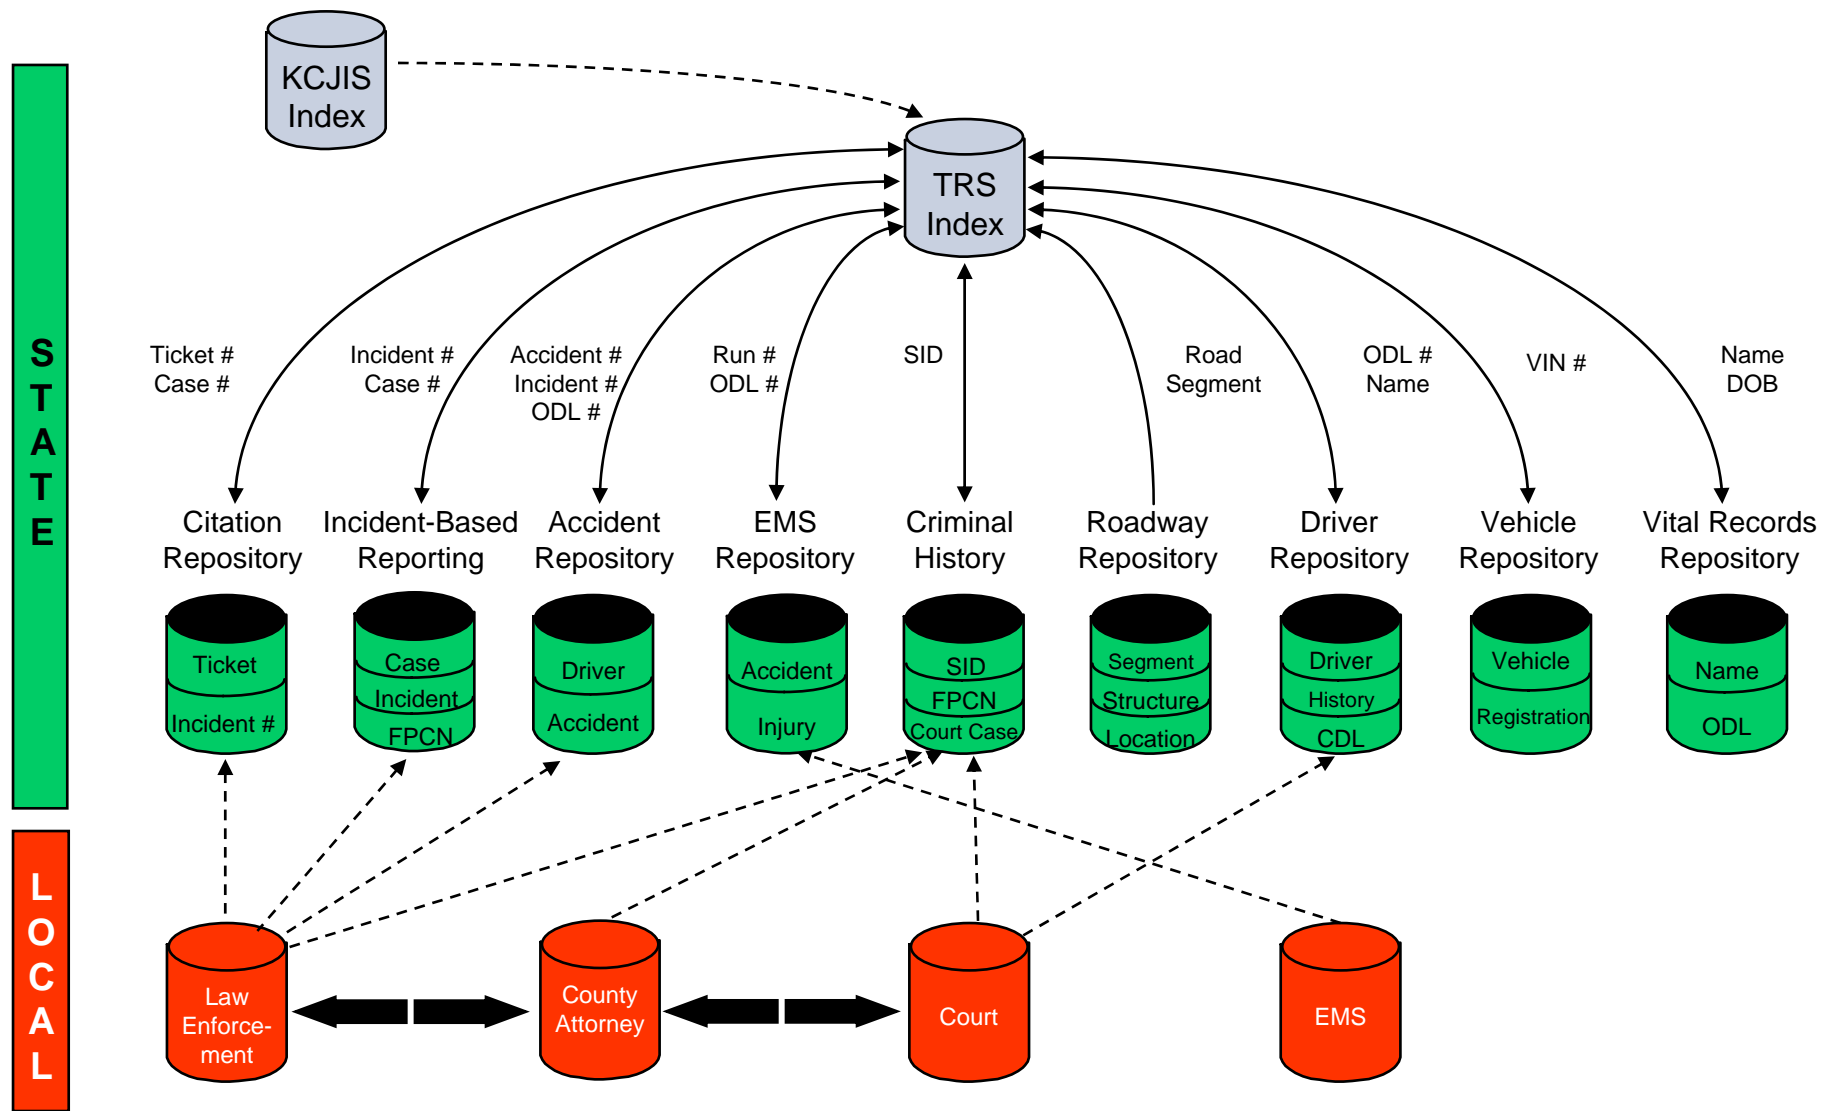 KCJIS
Index
TRS
Index
S
T
A
T
E
Ticket #
Case #
Incident #
Case #
Accident #
Incident #
ODL #
Run #
ODL #
SID
Road
Segment
ODL #
Name
VIN #
Name
DOB
Citation
Repository
Incident-Based
Reporting
Accident
Repository
EMS
Repository
Criminal
History
Roadway
Repository
Driver
Repository
Vehicle
Repository
Vital Records
Repository
Ticket
Incident #
Case
Incident
FPCN
Driver
Accident
Accident
Injury
SID
FPCN
Court Case
Segment
Structure
Location
Driver
History
CDL
Vehicle
Registration
Name
ODL
L
O
C
A
L
Law
Enforce-
ment
County
Attorney
Court
EMS